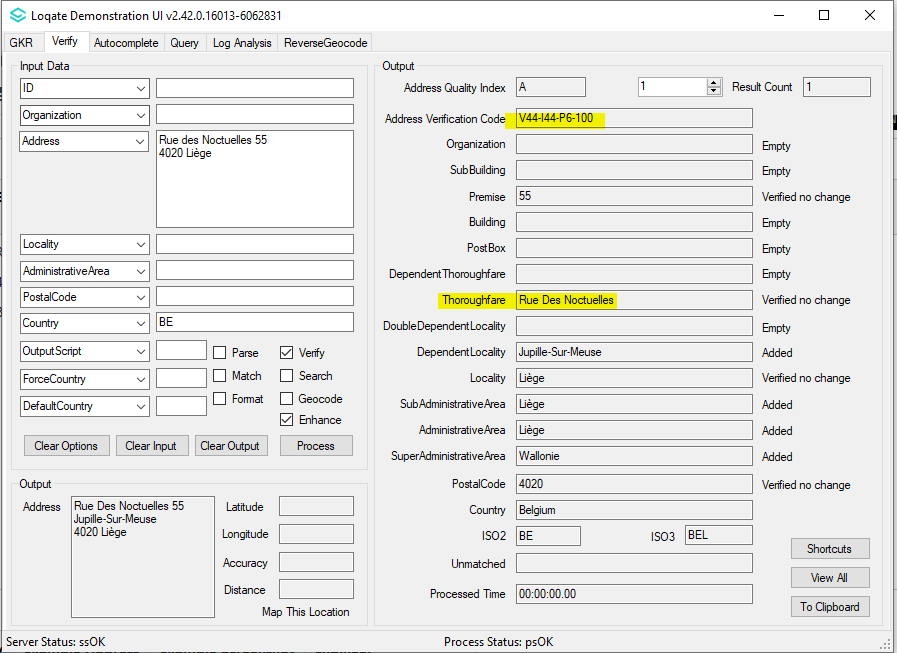 Loqate Demonstration UI v2.42.0.16013-6062831
GKR Verify Autocomplete Query Log Analysis ReverseGeocode
Input Data
ID
Organization
Address
Rue des Noctuelles 55
4020 Liège
Locality
AdministrativeArea
PostalCode
Country BE
OutputScript Parse Verify
ForceCountry Match Search
DefaultCountry Format Geocode
Enhance
Clear Options Clear Input Clear Output Process
Output
Address
Rue Des Noctuelles 55
Jupille-Sur-Meuse
4020 Liège
Latitude
Longitude
Accuracy
Distance
Map This Location
Output
Address Quality Index A 1 Result Count 1
Address Verification Code V44-I44-P6-100
Organization Empty
SubBuilding Empty
Premise 55 Verified no change
Building Empty
PostBox Empty
DependentThoroughfare Empty
Thoroughfare Rue Des Noctuelles Verified no change
DoubleDependentLocality Empty
DependentLocality Jupille-Sur-Meuse Added
Locality Liège Verified no change
SubAdministrativeArea Liège Added
AdministrativeArea Liège Added
SuperAdministrativeArea Wallonie Added
PostalCode 4020 Verified no change
Country Belgium
ISO2 BE ISO3 BEL
Unmatched
Processed Time 00:00:00.00
Shortcuts
View All
To Clipboard
Server Status: ssOK Process Status: psOK